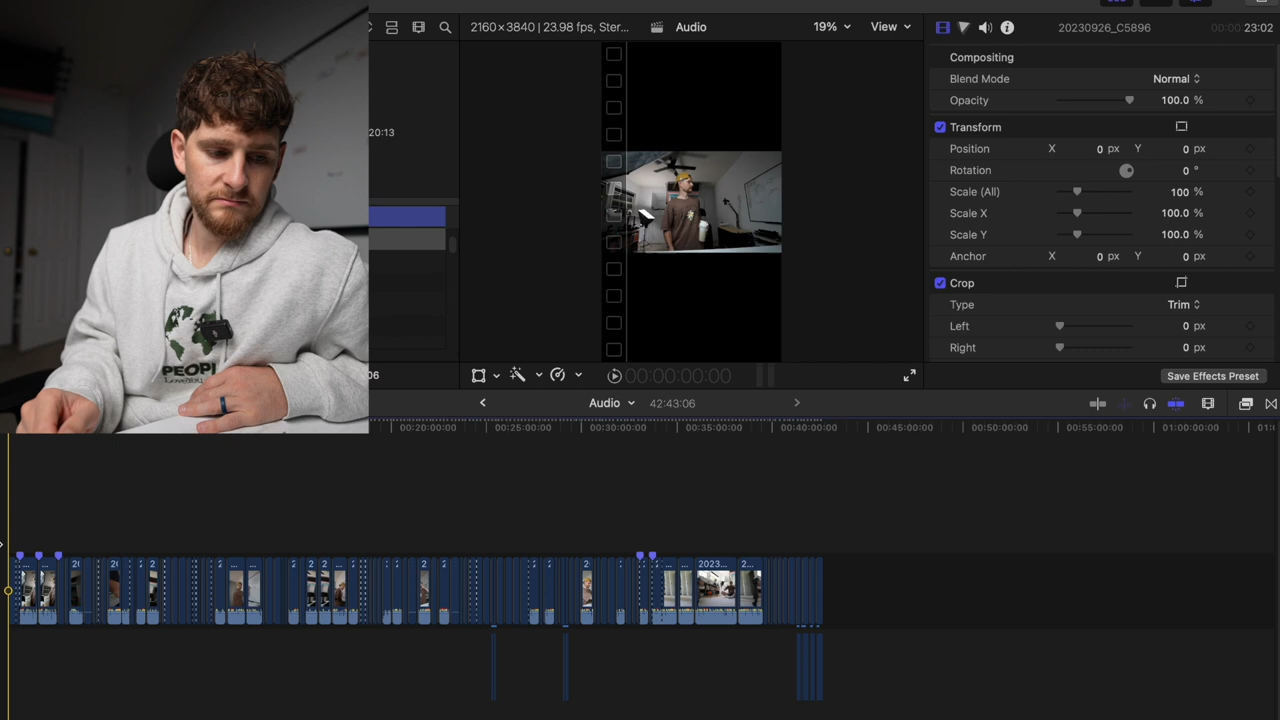 2160×3840 | 23.98 fps, Ster...
Audio
19%
View
20230926_C5896
00:00:23:02
20:13
06
Compositing
Blend Mode
Normal
Opacity
100.0 %
Transform
Position
X 0 px Y 0 px
Rotation
0 °
Scale (All)
100 %
Scale X
100.0 %
Scale Y
100.0 %
Anchor
X 0 px Y 0 px
Crop
Type
Trim
Left
0 px
Right
0 px
Save Effects Preset
00:00:00:00
Audio
42:43:06
00:20:00:00
00:25:00:00
00:30:00:00
00:35:00:00
00:40:00:00
00:45:00:00
00:50:00:00
00:55:00:00
01:00:00:00
2023...
2...
PEOPL